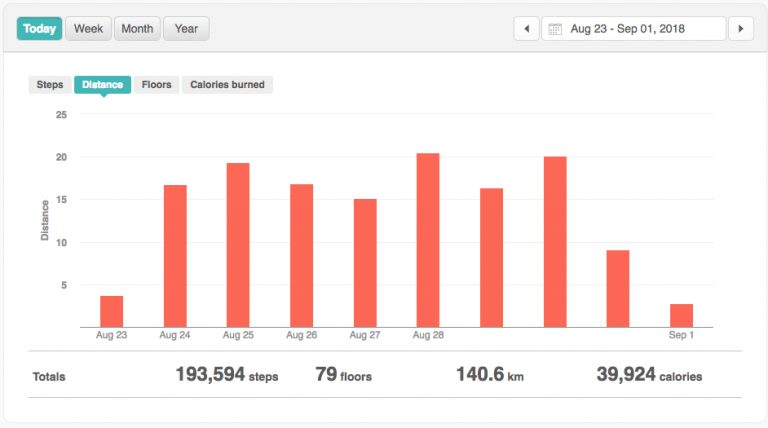 Today Week Month Year Aug 23 - Sep 01, 2018
Steps Distance Floors Calories burned
25
20
15
10
5
Distance
Aug 23 Aug 24 Aug 25 Aug 26 Aug 27 Aug 28 Sep 1
Totals 193,594 steps 79 floors 140.6 km 39,924 calories